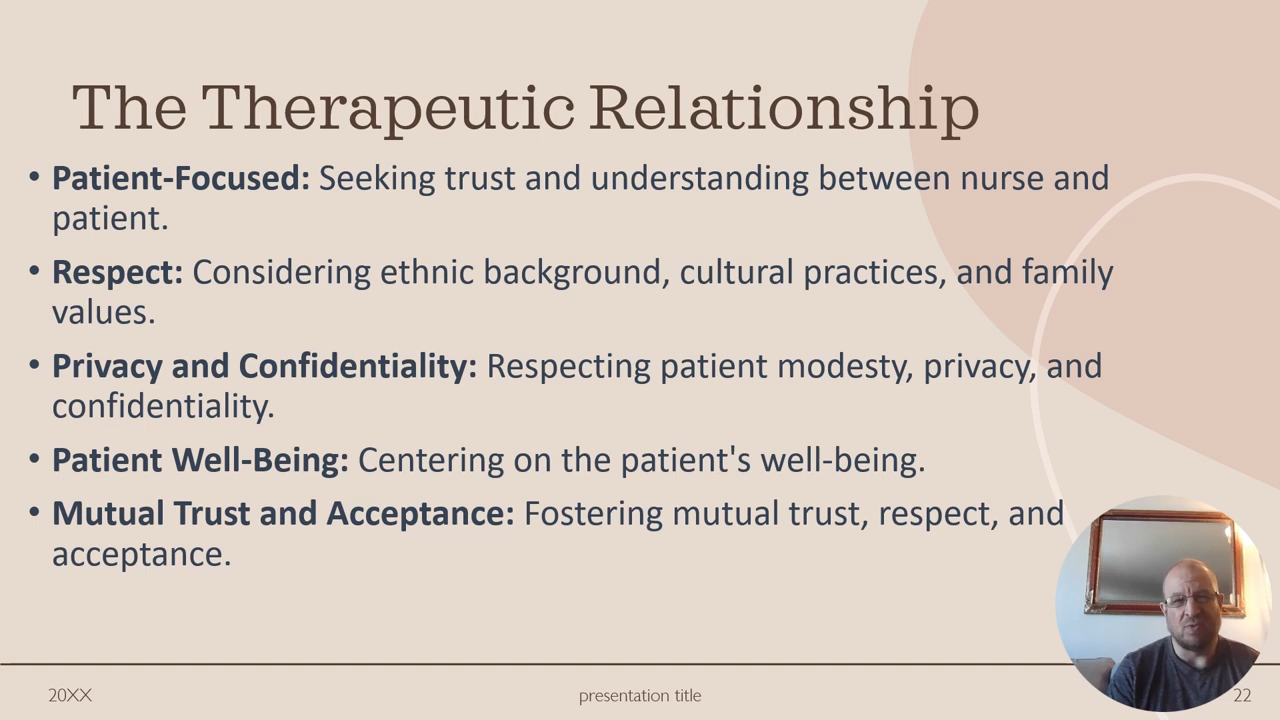 The Therapeutic Relationship
• Patient-Focused: Seeking trust and understanding between nurse and
patient.
• Respect: Considering ethnic background, cultural practices, and family
values.
• Privacy and Confidentiality: Respecting patient modesty, privacy, and
confidentiality.
• Patient Well-Being: Centering on the patient's well-being.
• Mutual Trust and Acceptance: Fostering mutual trust, respect, and
acceptance.
20XX
presentation title
22